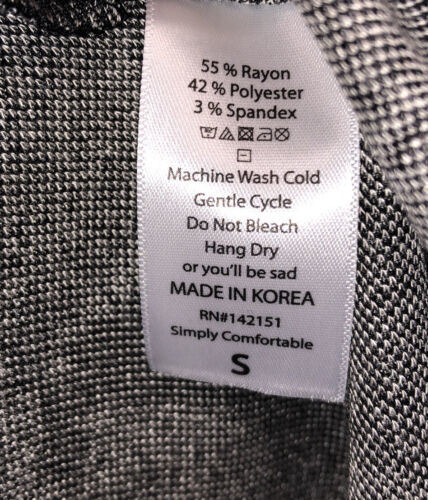 55 % Rayon
42 % Polyester
3 % Spandex
Machine Wash Cold
Gentle Cycle
Do Not Bleach
Hang Dry
or you'll be sad
MADE IN KOREA
RN#142151
Simply Comfortable
S